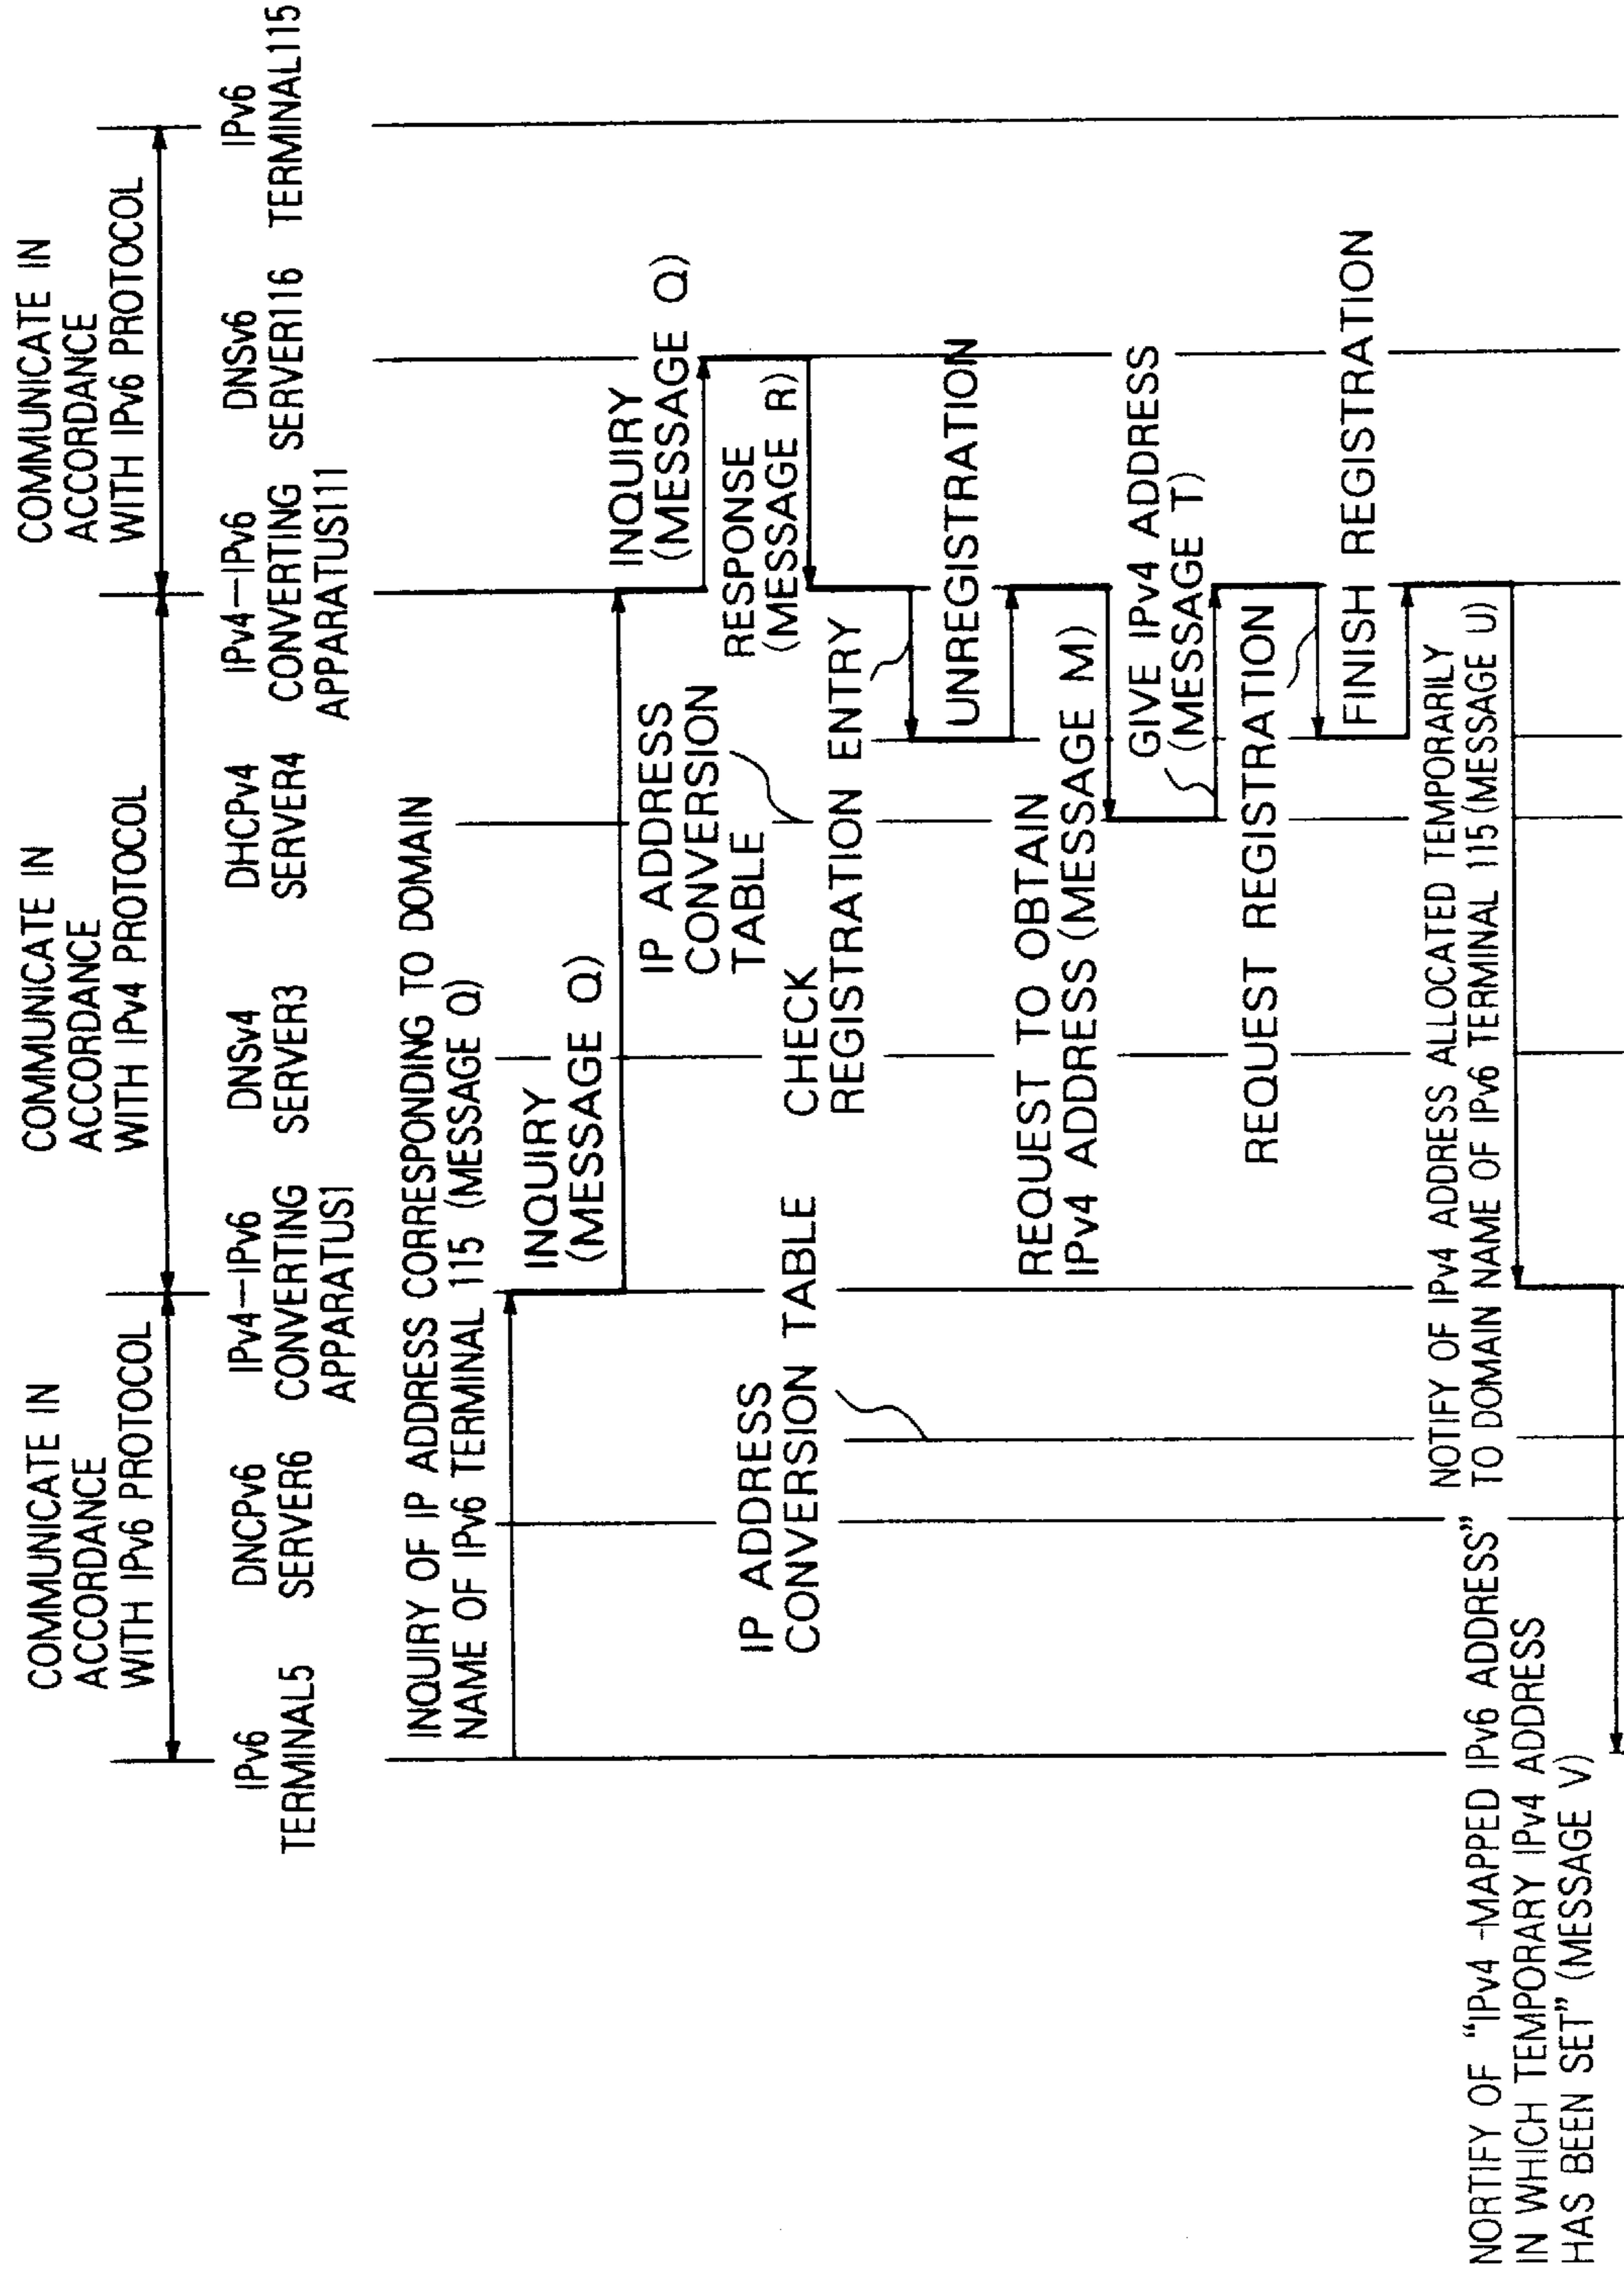 COMMUNICATE IN
ACCORDANCE
WITH IPv6 PROTOCOL
COMMUNICATE IN
ACCORDANCE
WITH IPv4 PROTOCOL
COMMUNICATE IN
ACCORDANCE
WITH IPv6 PROTOCOL
IPv6
TERMINAL5
DNCPv6
SERVER6
IPv4–IPv6
CONVERTING
APPARATUS1
DNSv4
SERVER3
DHCPv4
SERVER4
IPv4–IPv6
CONVERTING
APPARATUS111
DNSv6
SERVER116
IPv6
TERMINAL115
INQUIRY OF IP ADDRESS CORRESPONDING TO DOMAIN
NAME OF IPv6 TERMINAL 115 (MESSAGE Q)
INQUIRY
(MESSAGE Q)
INQUIRY
(MESSAGE Q)
IP ADDRESS
CONVERSION
TABLE
RESPONSE
(MESSAGE R)
IP ADDRESS
CONVERSION TABLE
CHECK
REGISTRATION ENTRY
UNREGISTRATION
REQUEST TO OBTAIN
IPv4 ADDRESS (MESSAGE M)
GIVE IPv4 ADDRESS
(MESSAGE T)
REQUEST REGISTRATION
FINISH REGISTRATION
NOTIFY OF IPv4 ADDRESS ALLOCATED TEMPORARILY
TO DOMAIN NAME OF IPv6 TERMINAL 115 (MESSAGE U)
NORTIFY OF “IPv4 -MAPPED IPv6 ADDRESS”
IN WHICH TEMPORARY IPv4 ADDRESS
HAS BEEN SET” (MESSAGE V)